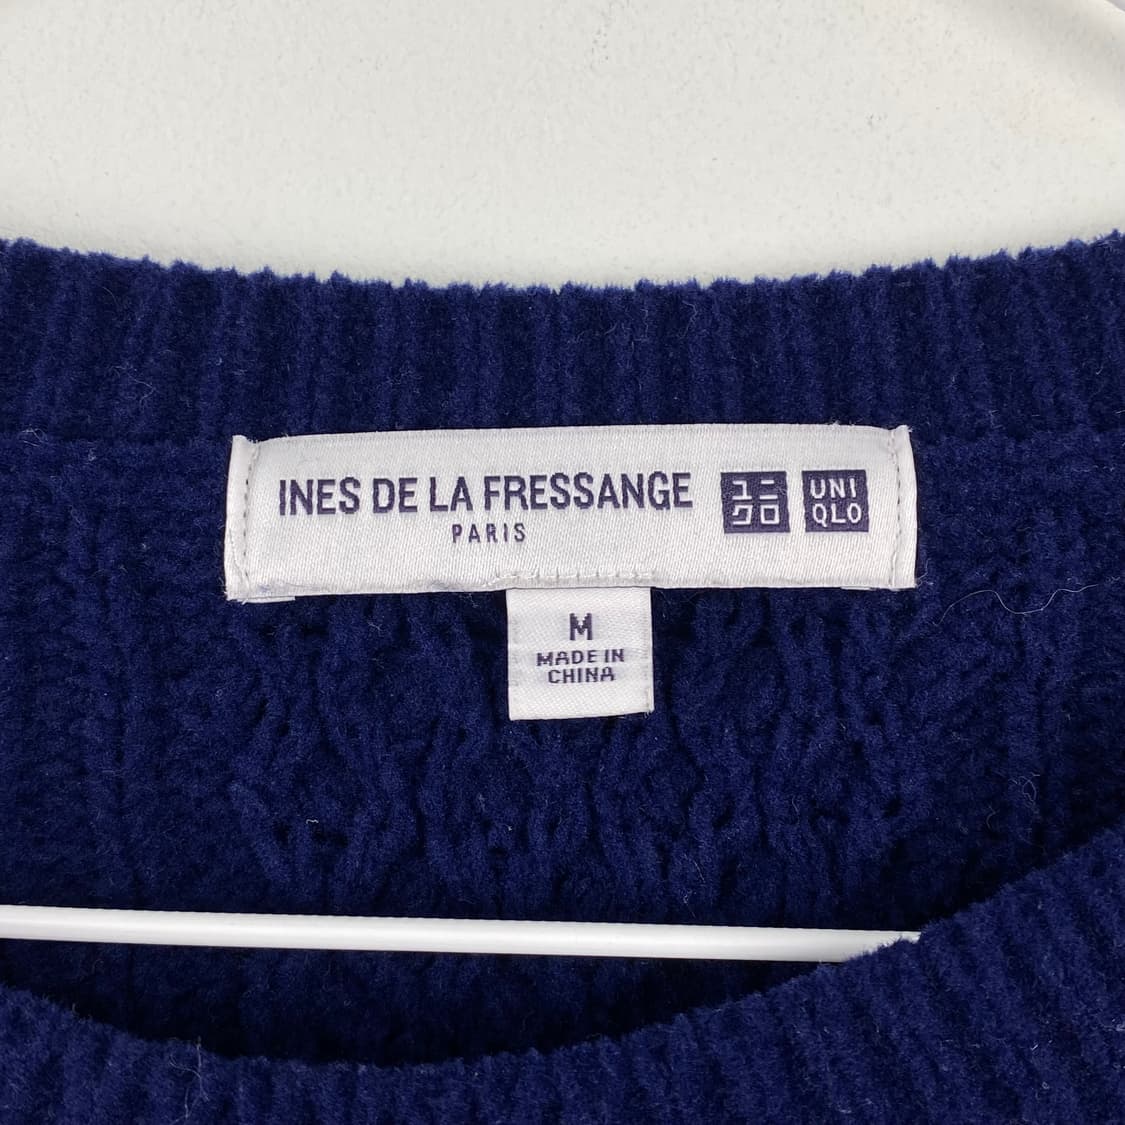 INES DE LA FRESSANGE
PARIS
ユニ
クロ
UNI
QLO
M
MADE IN
CHINA